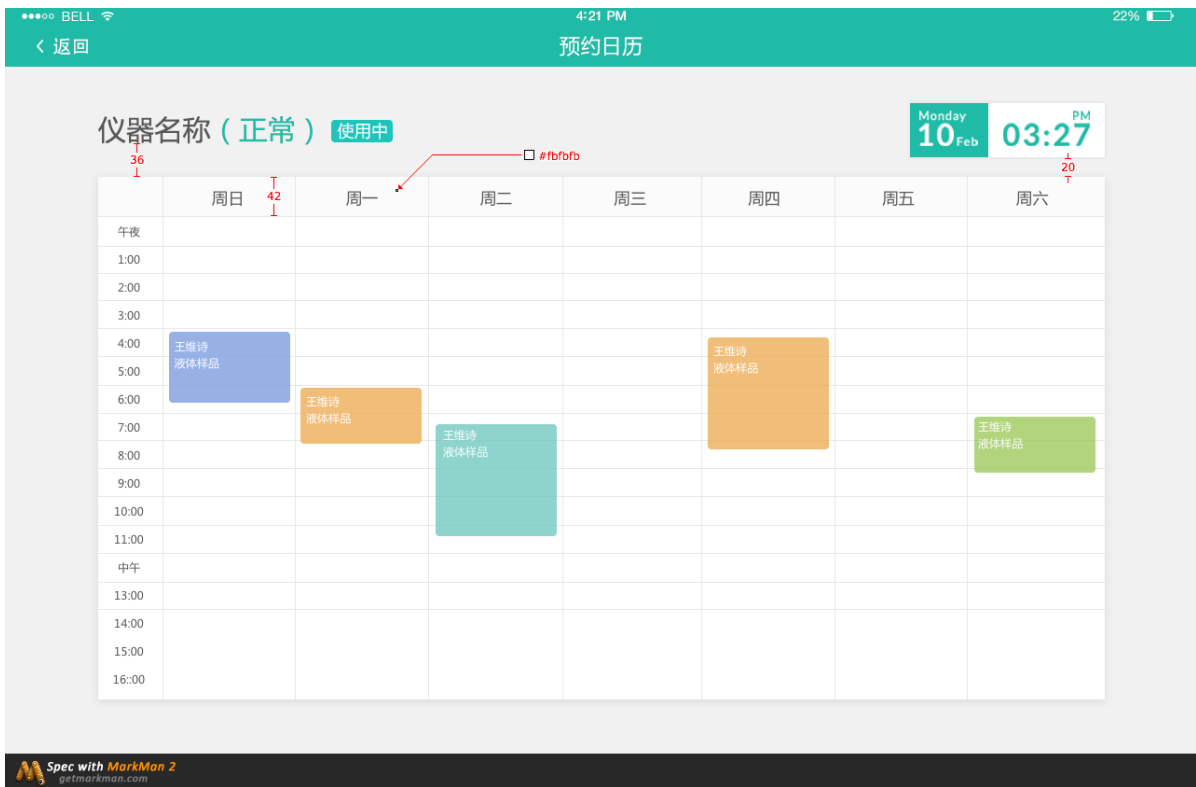 ●●●○○ BELL 4:21 PM 22%
返回 预约日历
仪器名称（正常） 使用中
Monday
10 Feb
PM
03:27
36
#fbfbfb
20
42
周日 周一 周二 周三 周四 周五 周六
午夜
1:00
2:00
3:00
4:00
5:00
6:00
7:00
8:00
9:00
10:00
11:00
中午
13:00
14:00
15:00
16::00
王维诗
液体样品
王维诗
液体样品
王维诗
液体样品
王维诗
液体样品
王维诗
液体样品
Spec with MarkMan 2
getmarkman.com